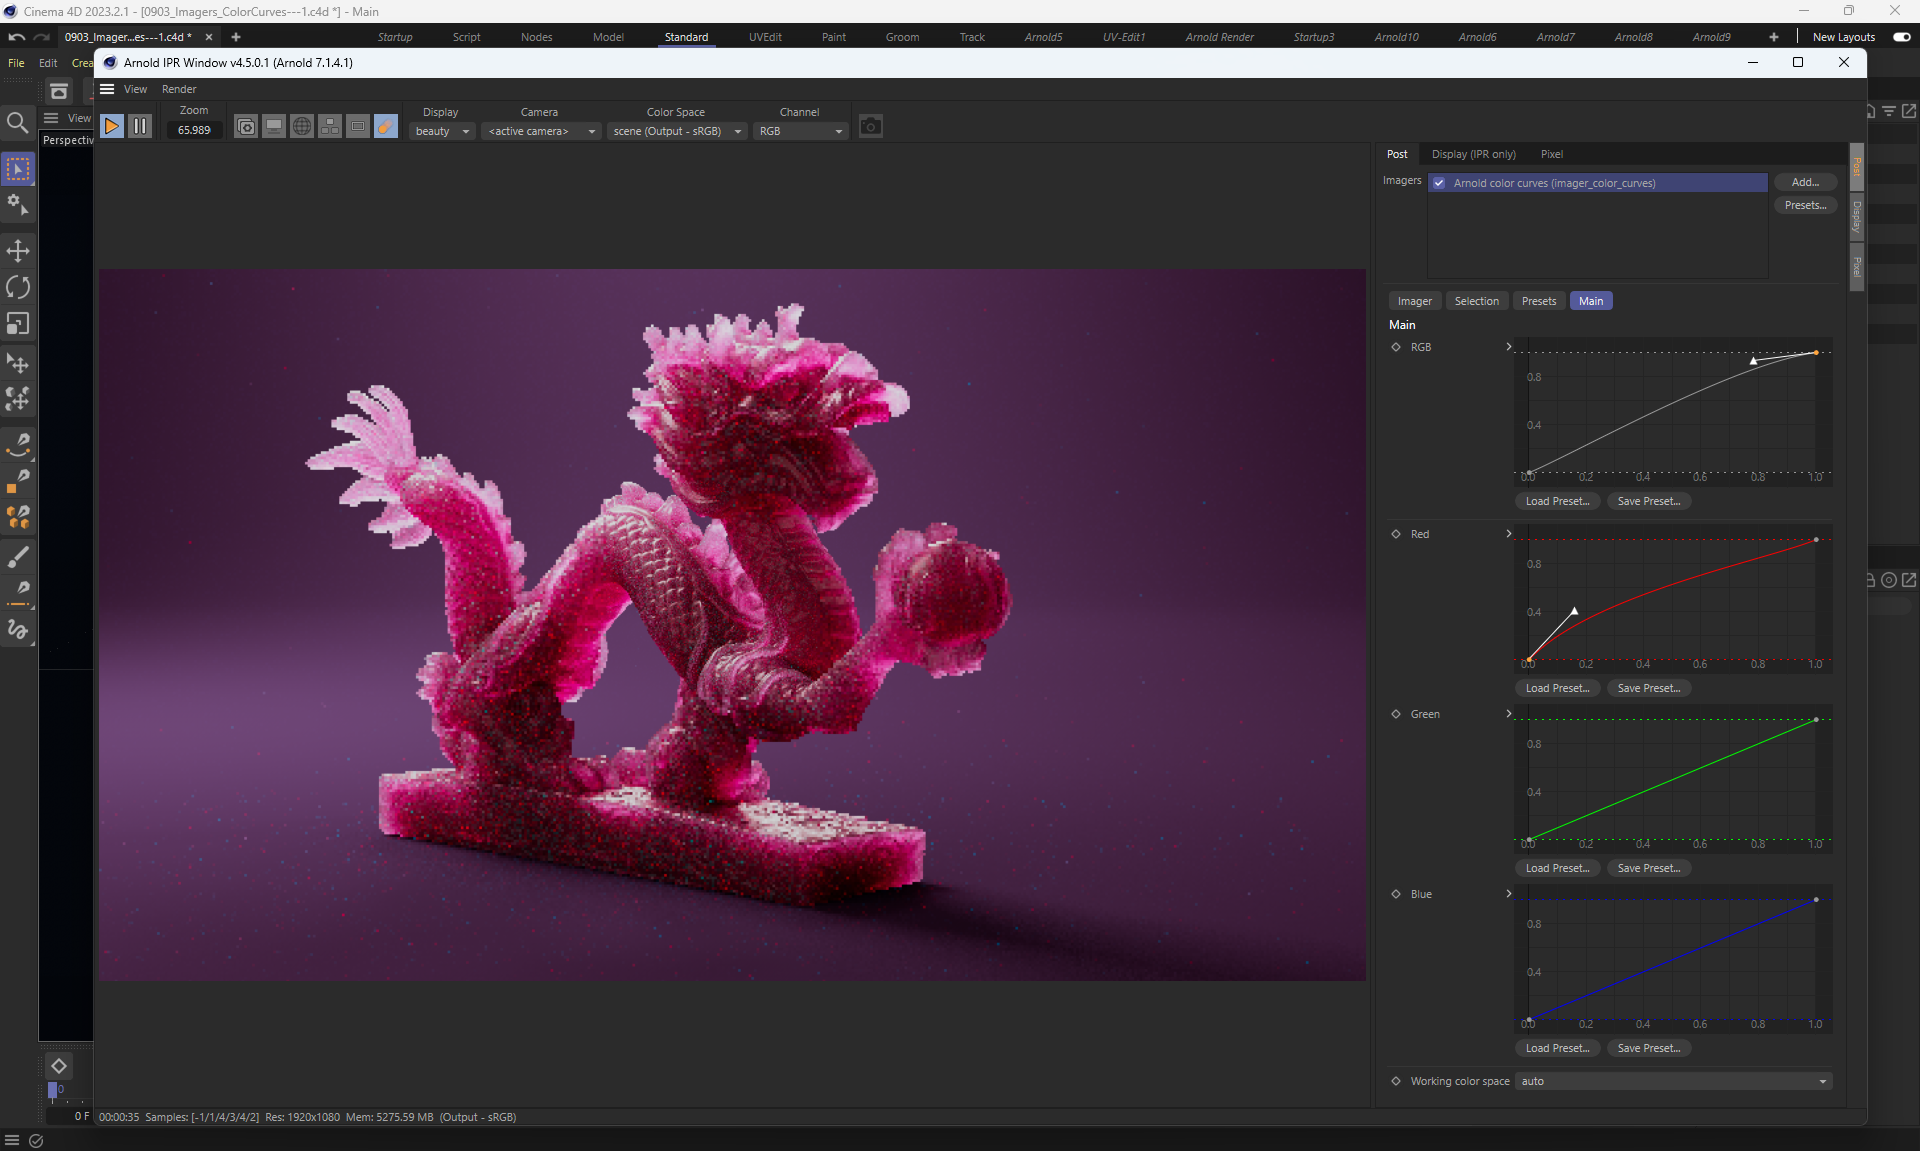 Cinema 4D 2023.2.1 - [0903_Imagers_ColorCurves---1.c4d *] - Main
0903_Imager...es---1.c4d *
Startup Script Nodes Model Standard UVEdit Paint Groom Track Arnold5 UV-Edit1 Arnold Render Startup3 Arnold10 Arnold6 Arnold7 Arnold8 Arnold9 New Layouts
File Edit Crea
Arnold IPR Window v4.5.0.1 (Arnold 7.1.4.1)
View Render
Zoom Display Camera Color Space Channel
65.989 beauty <active camera> scene (Output - sRGB) RGB
View
Perspectiv
Post Display (IPR only) Pixel
Imagers Arnold color curves (imager_color_curves) Add...
Presets...
Post
Display
Pixel
Imager Selection Presets Main
Main
RGB
0.8
0.4
0.0 0.2 0.4 0.6 0.8 1.0
Load Preset... Save Preset...
Red
0.8
0.4
0.0 0.2 0.4 0.6 0.8 1.0
Load Preset... Save Preset...
Green
0.8
0.4
0.0 0.2 0.4 0.6 0.8 1.0
Load Preset... Save Preset...
Blue
0.8
0.4
0.0 0.2 0.4 0.6 0.8 1.0
Load Preset... Save Preset...
Working color space auto
0
0 F
00:00:35 Samples: [-1/1/4/3/4/2] Res: 1920x1080 Mem: 5275.59 MB (Output - sRGB)